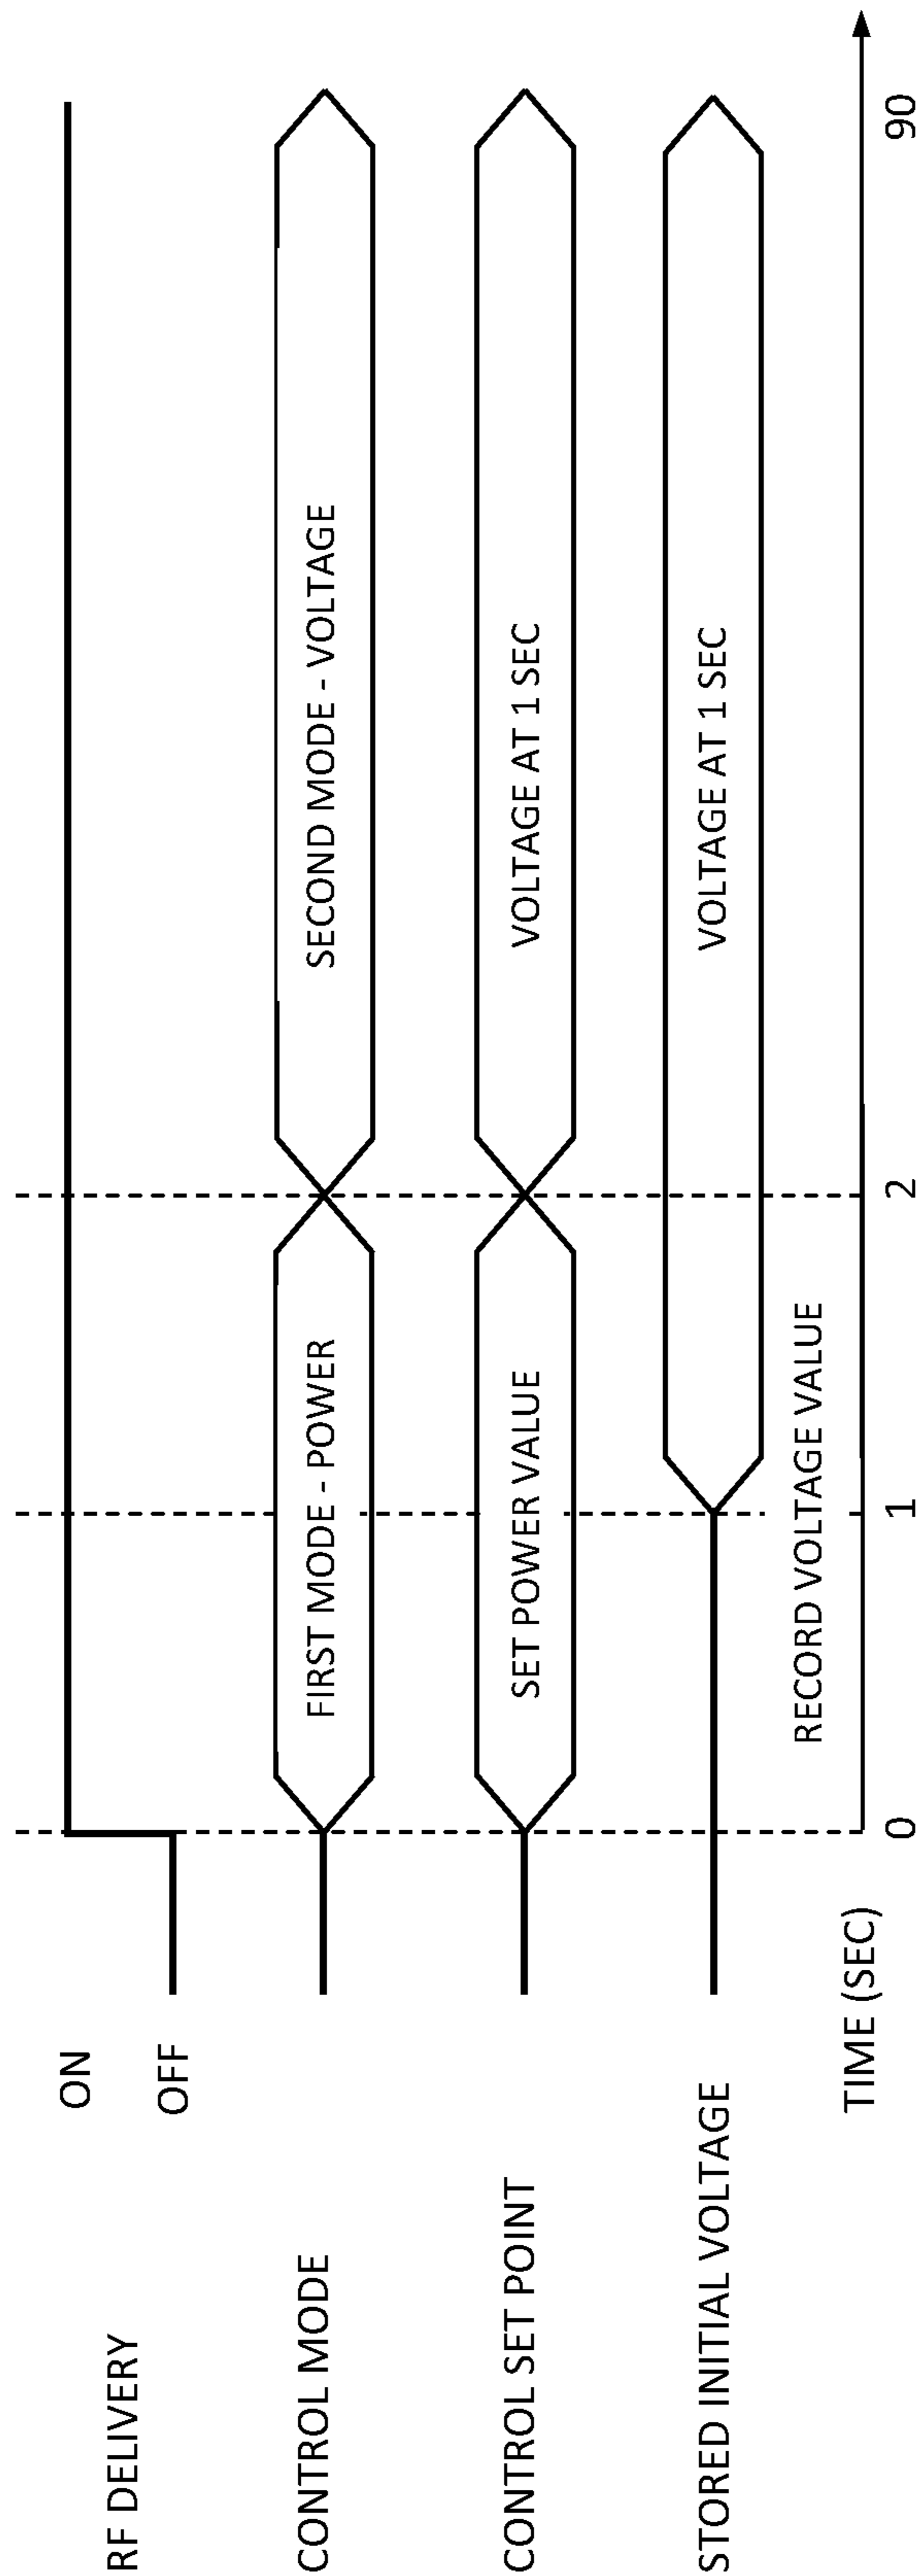 RF DELIVERY
ON
OFF
CONTROL MODE
FIRST MODE - POWER
SECOND MODE - VOLTAGE
CONTROL SET POINT
SET POWER VALUE
VOLTAGE AT 1 SEC
STORED INITIAL VOLTAGE
VOLTAGE AT 1 SEC
RECORD VOLTAGE VALUE
TIME (SEC)
0
1
2
90